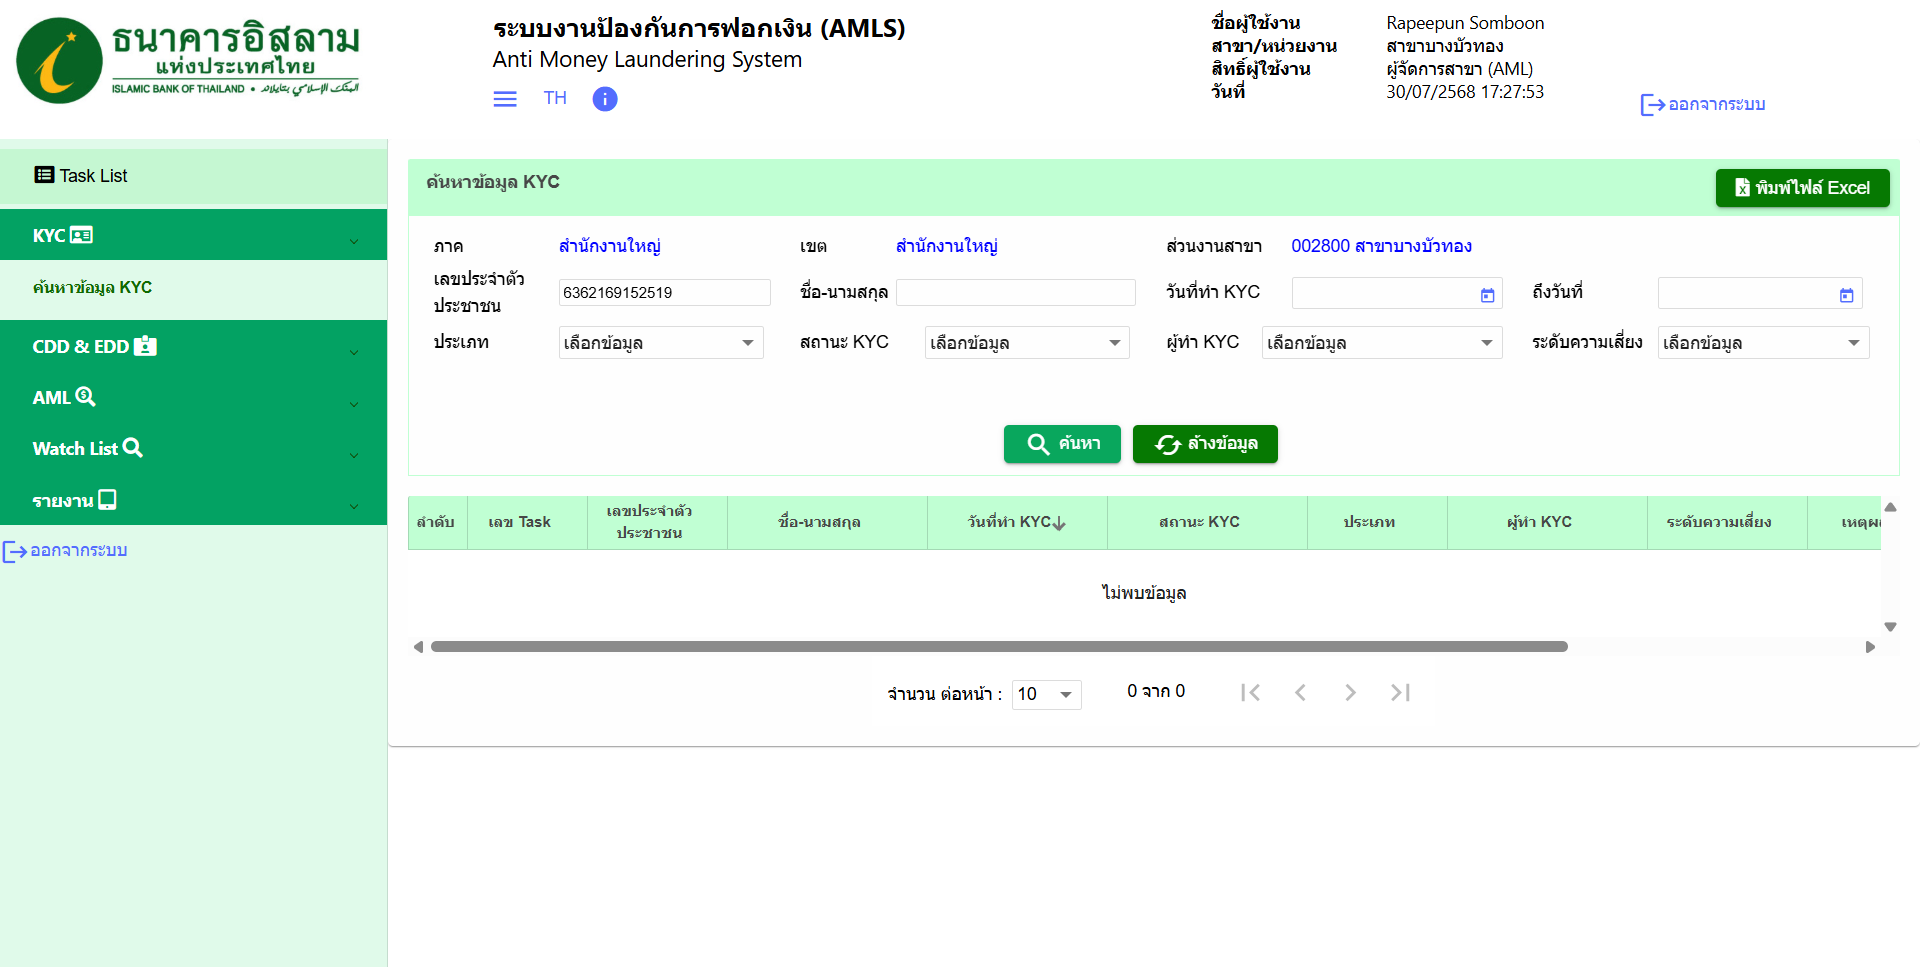 ธนาคารอิสลาม
แห่งประเทศไทย
ISLAMIC BANK OF THAILAND •
ระบบงานป้องกันการฟอกเงิน (AMLS)
Anti Money Laundering System
TH
ชื่อผู้ใช้งาน Rapeepun Somboon
สาขา/หน่วยงาน สาขาบางบัวทอง
สิทธิ์ผู้ใช้งาน ผู้จัดการสาขา (AML)
วันที่ 30/07/2568 17:27:53
ออกจากระบบ
Task List
KYC
ค้นหาข้อมูล KYC
CDD & EDD
AML
Watch List
รายงาน
ออกจากระบบ
ค้นหาข้อมูล KYC
พิมพ์ไฟล์ Excel
ภาค สำนักงานใหญ่ เขต สำนักงานใหญ่ ส่วนงานสาขา 002800 สาขาบางบัวทอง
เลขประจำตัว
ประชาชน 6362169152519 ชื่อ-นามสกุล วันที่ทำ KYC ถึงวันที่
ประเภท เลือกข้อมูล สถานะ KYC เลือกข้อมูล ผู้ทำ KYC เลือกข้อมูล ระดับความเสี่ยง เลือกข้อมูล
ค้นหา ล้างข้อมูล
ลำดับ เลข Task เลขประจำตัว
ประชาชน ชื่อ-นามสกุล วันที่ทำ KYC สถานะ KYC ประเภท ผู้ทำ KYC ระดับความเสี่ยง
ไม่พบข้อมูล
จำนวน ต่อหน้า : 10 0 จาก 0